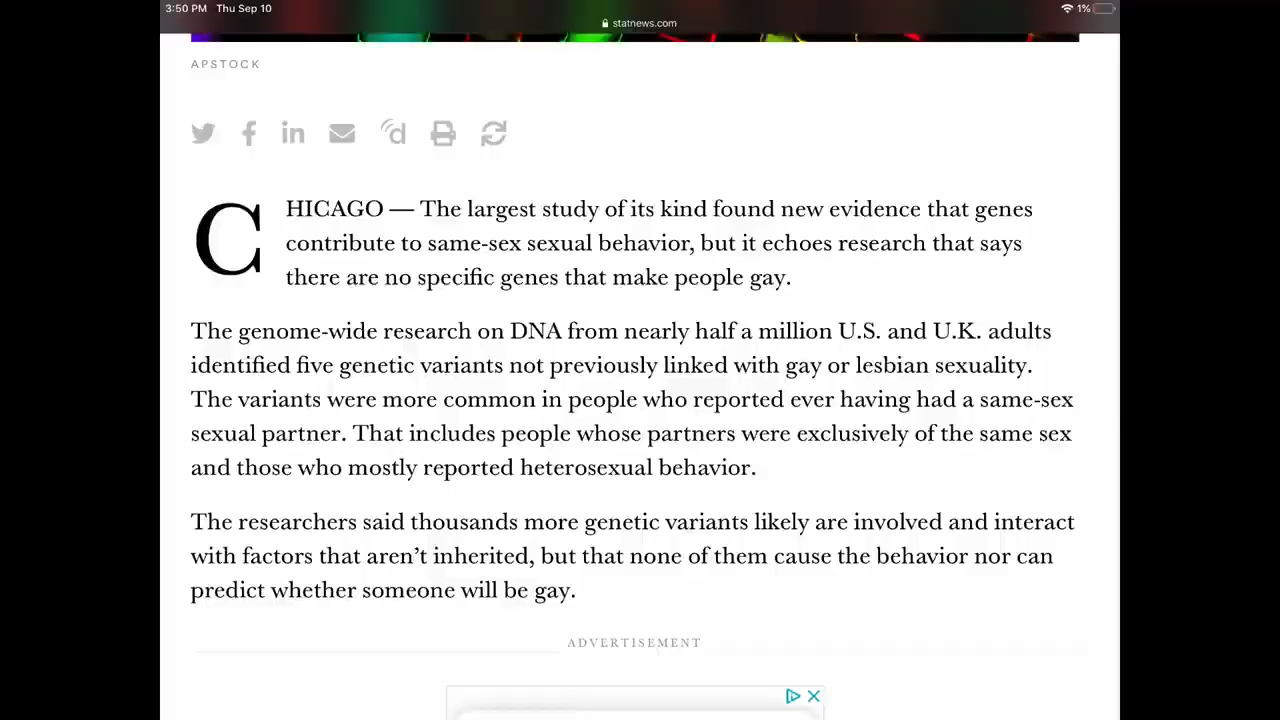 3:50 PM Thu Sep 10
1%
statnews.com
APSTOCK
CHICAGO — The largest study of its kind found new evidence that genes
contribute to same-sex sexual behavior, but it echoes research that says
there are no specific genes that make people gay.
The genome-wide research on DNA from nearly half a million U.S. and U.K. adults
identified five genetic variants not previously linked with gay or lesbian sexuality.
The variants were more common in people who reported ever having had a same-sex
sexual partner. That includes people whose partners were exclusively of the same sex
and those who mostly reported heterosexual behavior.
The researchers said thousands more genetic variants likely are involved and interact
with factors that aren’t inherited, but that none of them cause the behavior nor can
predict whether someone will be gay.
ADVERTISEMENT